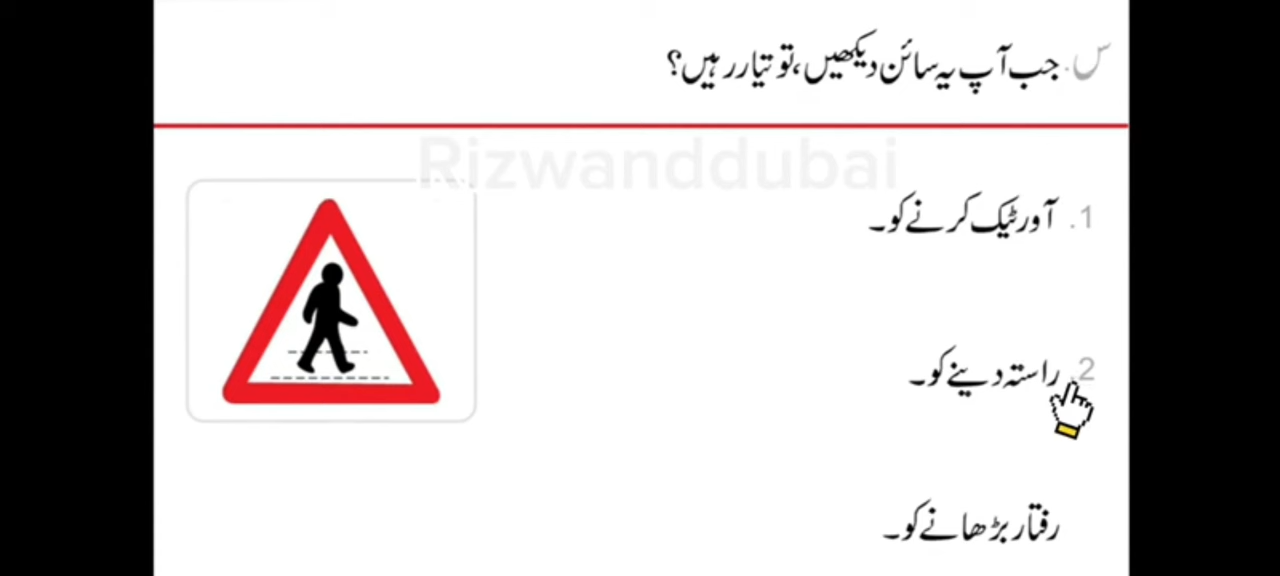 س. جب آپ یہ سائن دیکھیں، تو تیار رہیں؟
Rizwanddubai
1. آورٹیک کرنے کو۔
2. راستہ دینے کو۔
رفتار بڑھانے کو۔